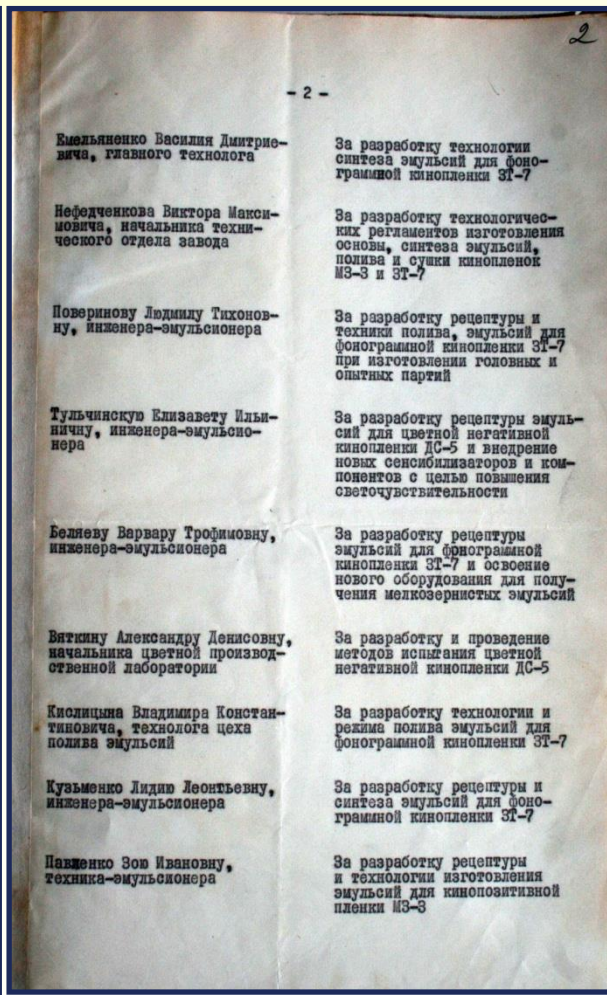 2
- 2 -
Емельяненко Василия Дмитрие-
вича, главного технолога
За разработку технологии
синтеза эмульсий для фоно-
граммной кинопленки ЗТ-7
Нефедченкова Виктора Макси-
мовича, начальника техни-
ческого отдела завода
За разработку технологичес-
ких регламентов изготовления
основы, синтеза эмульсий,
полива и сушки кинопленок
МЗ-3 и ЗТ-7
Поверинову Людмилу Тихонов-
ну, инженера-эмульсионера
За разработку рецептуры и
техники полива, эмульсий для
фонограммной кинопленки ЗТ-7
при изготовлении головных и
опытных партий
Тульчинскую Елизавету Ильи-
ничну, инженера-эмульсио-
нера
За разработку рецептуры эмуль-
сий для цветной негативной
кинопленки ДС-5 и внедрение
новых сенсибилизаторов и ком-
понентов с целью повышения
светочувствительности
Беляеву Варвару Трофимовну,
инженера-эмульсионера
За разработку рецептуры
эмульсий для фонограммной
кинопленки ЗТ-7 и освоение
нового оборудования для полу-
чения мелкозернистых эмульсий
Вяткину Александру Денисовну,
начальника цветной производ-
ственной лаборатории
За разработку и проведение
методов испытания цветной
негативной кинопленки ДС-5
Кислицына Владимира Констан-
тиновича, технолога цеха
полива эмульсий
За разработку технологии и
режима полива эмульсий для
фонограммной кинопленки ЗТ-7
Кузьменко Лидию Леонтьевну,
инженера-эмульсионера
За разработку рецептуры и
синтеза эмульсий для фоно-
граммной кинопленки ЗТ-7
Павленко Зою Ивановну,
техника-эмульсионера
За разработку рецептуры
и технологии изготовления
эмульсий для кинопозитивной
пленки МЗ-3